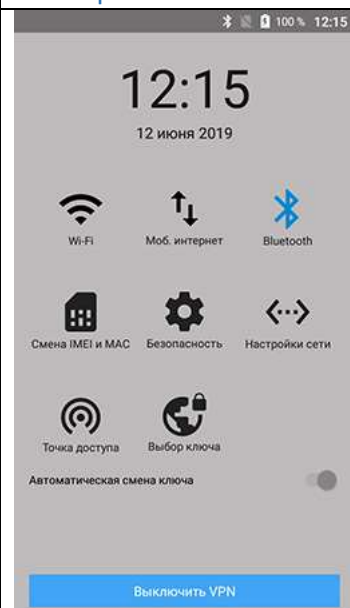 100 % 12:15
12:15
12 июня 2019
Wi-Fi Моб. интернет Bluetooth
Смена IMEI и MAC Безопасность Настройки сети
Точка доступа Выбор ключа
Автоматическая смена ключа
Выключить VPN